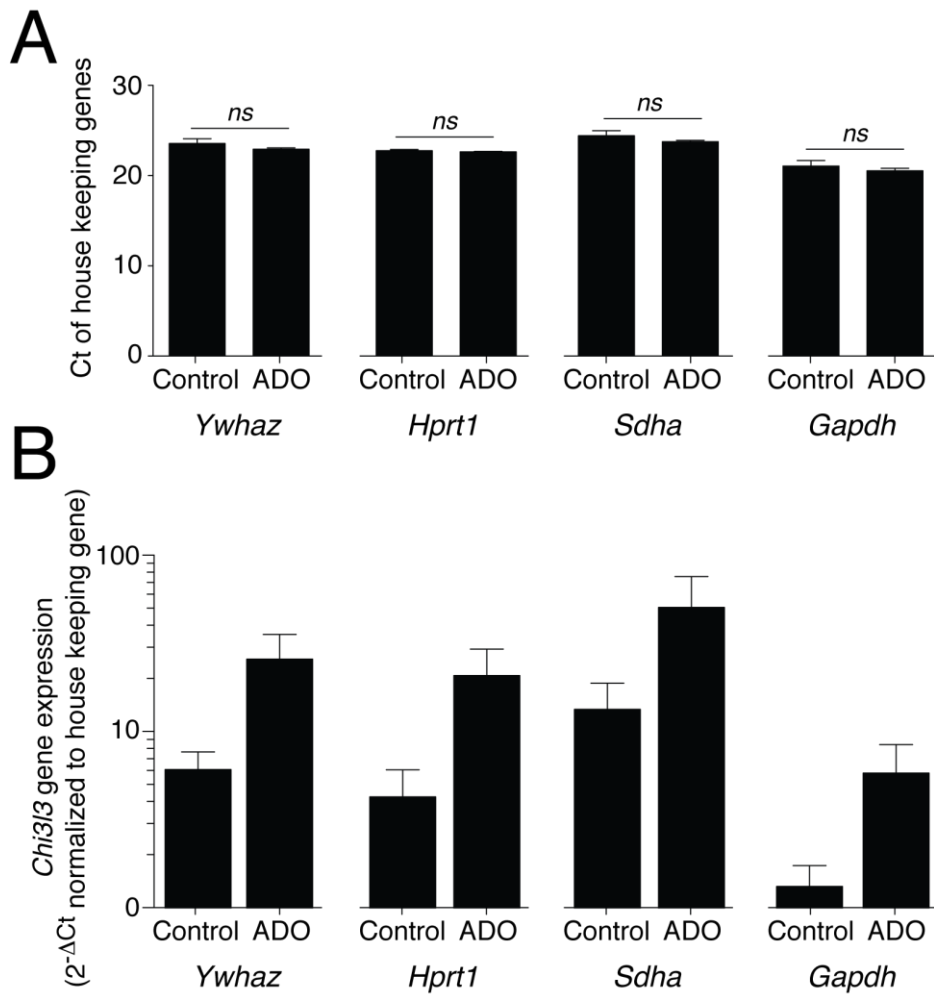 A
Ct of house keeping genes
30
20
10
0
ns
ns
ns
ns
Control ADO
Control ADO
Control ADO
Control ADO
Ywhaz
Hprt1
Sdha
Gapdh
B
Chi3l3 gene expression
(2-ΔCt normalized to house keeping gene)
100
10
0
Control ADO
Control ADO
Control ADO
Control ADO
Ywhaz
Hprt1
Sdha
Gapdh